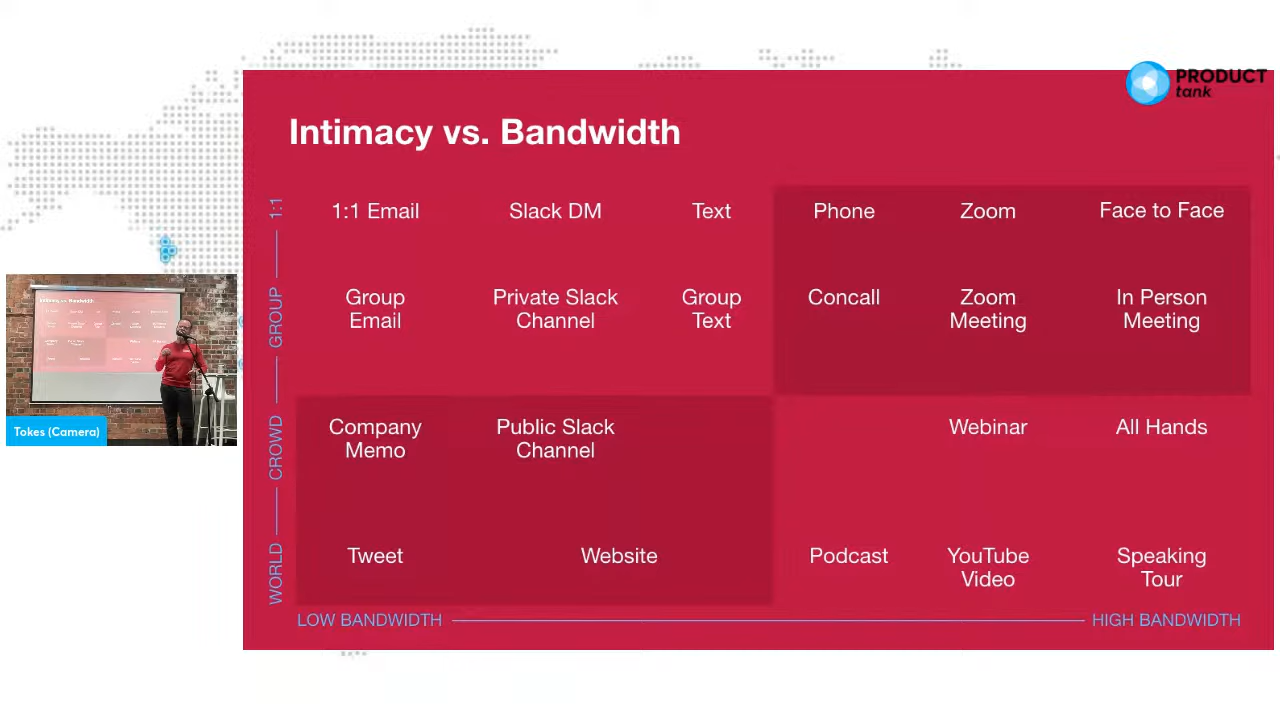 PRODUCT
tank
Intimacy vs. Bandwidth
1:1
1:1 Email
Slack DM
Text
Phone
Zoom
Face to Face
GROUP
Group
Email
Private Slack
Channel
Group
Text
Concall
Zoom
Meeting
In Person
Meeting
CROWD
Company
Memo
Public Slack
Channel
Webinar
All Hands
WORLD
Tweet
Website
Podcast
YouTube
Video
Speaking
Tour
LOW BANDWIDTH
HIGH BANDWIDTH
Tokes (Camera)